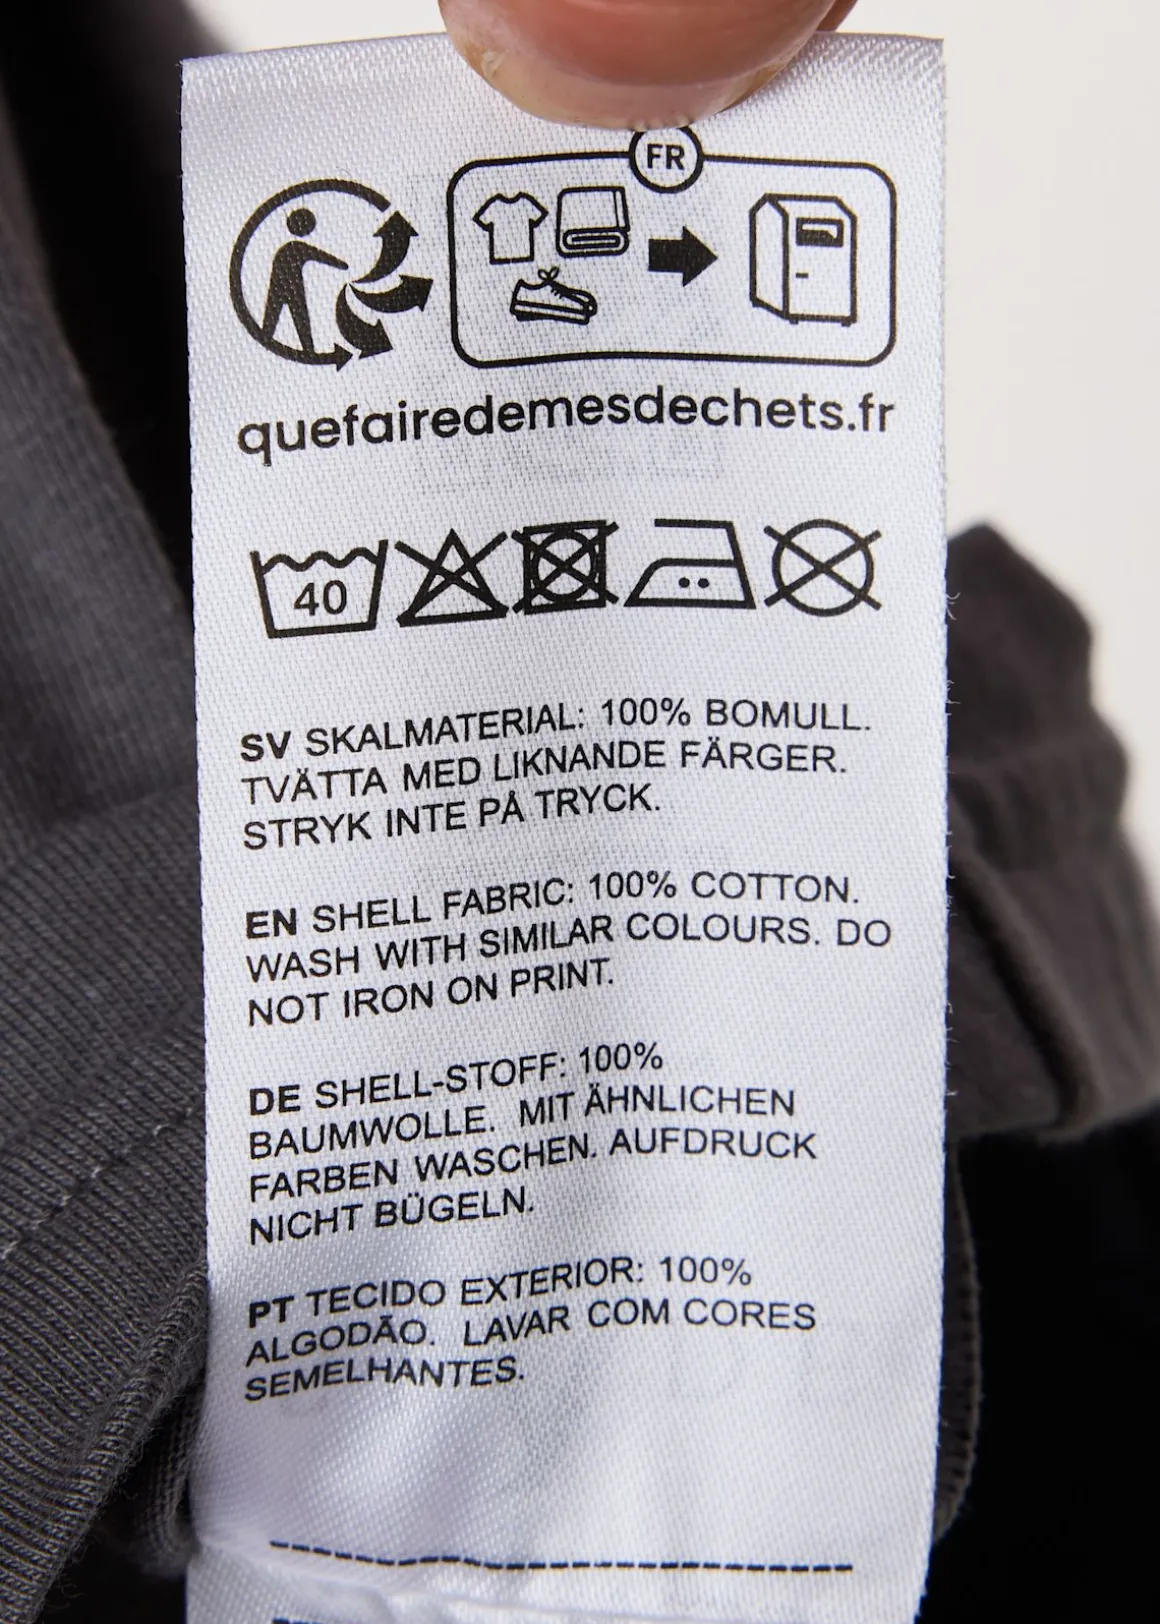 FR
quefairedemesdechets.fr
40
SV SKALMATERIAL: 100% BOMULL.
TVÄTTA MED LIKNANDE FÄRGER.
STRYK INTE PÅ TRYCK.
EN SHELL FABRIC: 100% COTTON.
WASH WITH SIMILAR COLOURS. DO
NOT IRON ON PRINT.
DE SHELL-STOFF: 100%
BAUMWOLLE. MIT ÄHNLICHEN
FARBEN WASCHEN. AUFDRUCK
NICHT BÜGELN.
PT TECIDO EXTERIOR: 100%
ALGODÃO. LAVAR COM CORES
SEMELHANTES.